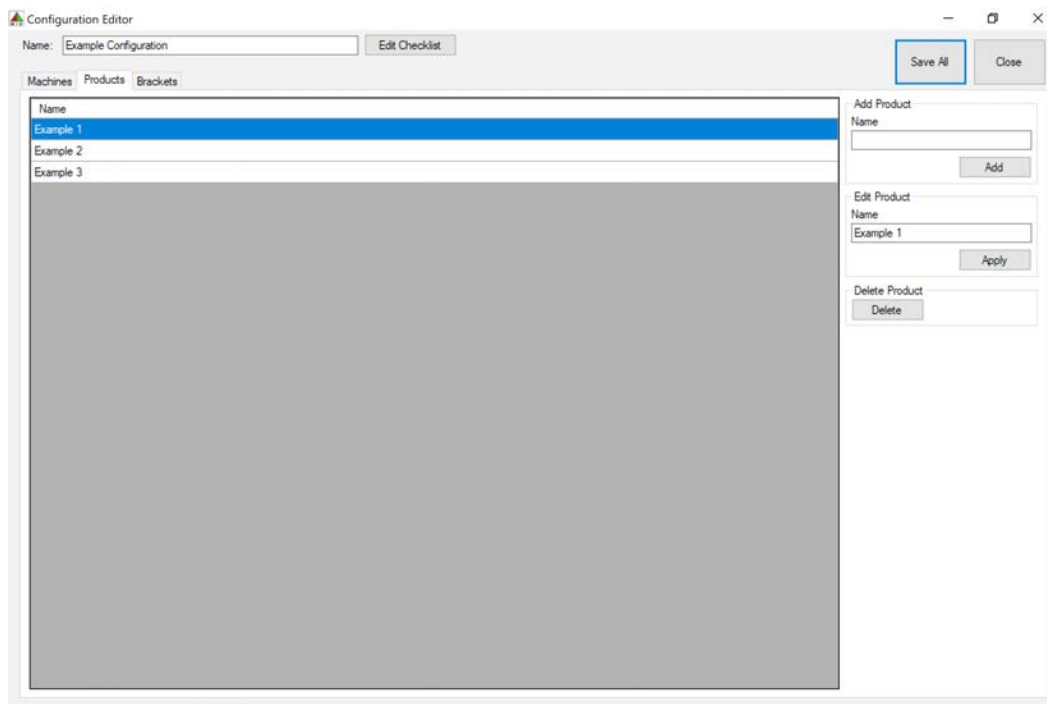 Configuration Editor
Name: Example Configuration Edit Checklist
Save All Close
Machines Products Brackets
Name
Example 1
Example 2
Example 3
Add Product
Name
Add
Edit Product
Name
Example 1
Apply
Delete Product
Delete